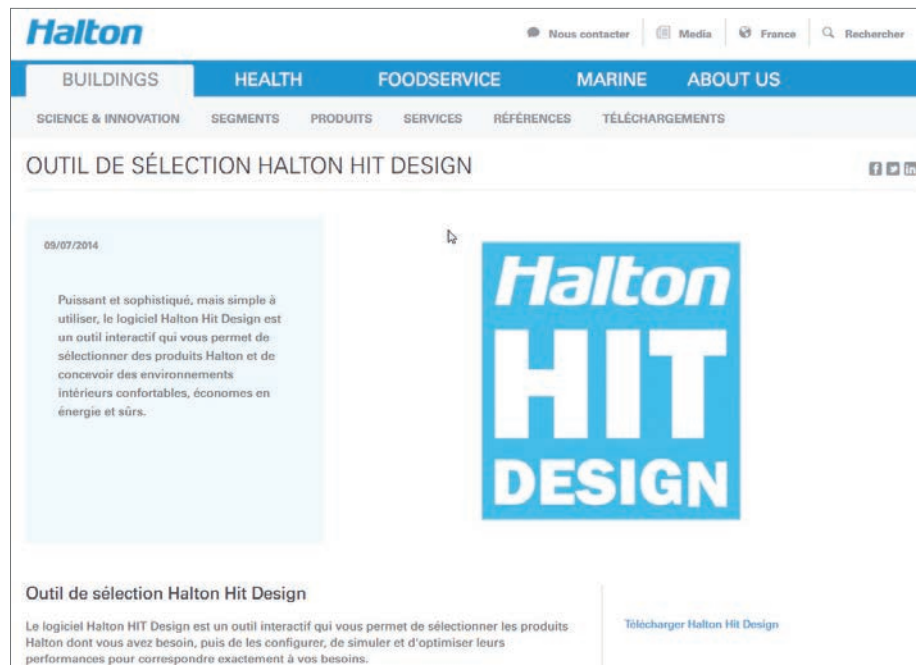 Halton
Nous contacter
Media
France
Rechercher
BUILDINGS
HEALTH
FOODSERVICE
MARINE
ABOUT US
SCIENCE & INNOVATION
SEGMENTS
PRODUITS
SERVICES
RÉFÉRENCES
TÉLÉCHARGEMENTS
OUTIL DE SÉLECTION HALTON HIT DESIGN
09/07/2014
Puissant et sophistiqué, mais simple à
utiliser, le logiciel Halton Hit Design est
un outil interactif qui vous permet de
sélectionner des produits Halton et de
concevoir des environnements
intérieurs confortables, économes en
énergie et sûrs.
Halton
HIT
DESIGN
Outil de sélection Halton Hit Design
Le logiciel Halton HIT Design est un outil interactif qui vous permet de sélectionner les produits
Halton dont vous avez besoin, puis de les configurer, de simuler et d'optimiser leurs
performances pour correspondre exactement à vos besoins.
Télécharger Halton Hit Design